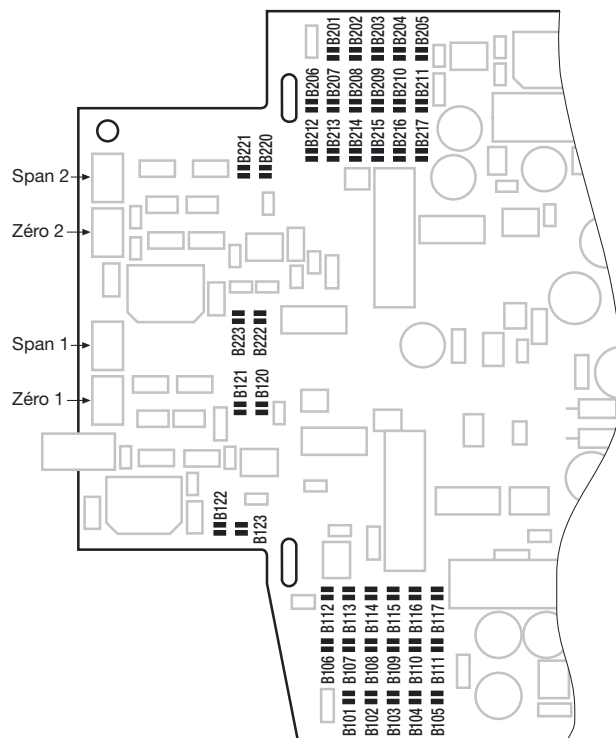 B201 B202 B203 B204 B205
B206 B207 B208 B209 B210 B211
B212 B213 B214 B215 B216 B217
B221 B220
Span 2
Zéro 2
B223 B222
Span 1
B121 B120
Zéro 1
B122 B123
B112 B113 B114 B115 B116 B117
B106 B107 B108 B109 B110 B111
B101 B102 B103 B104 B105